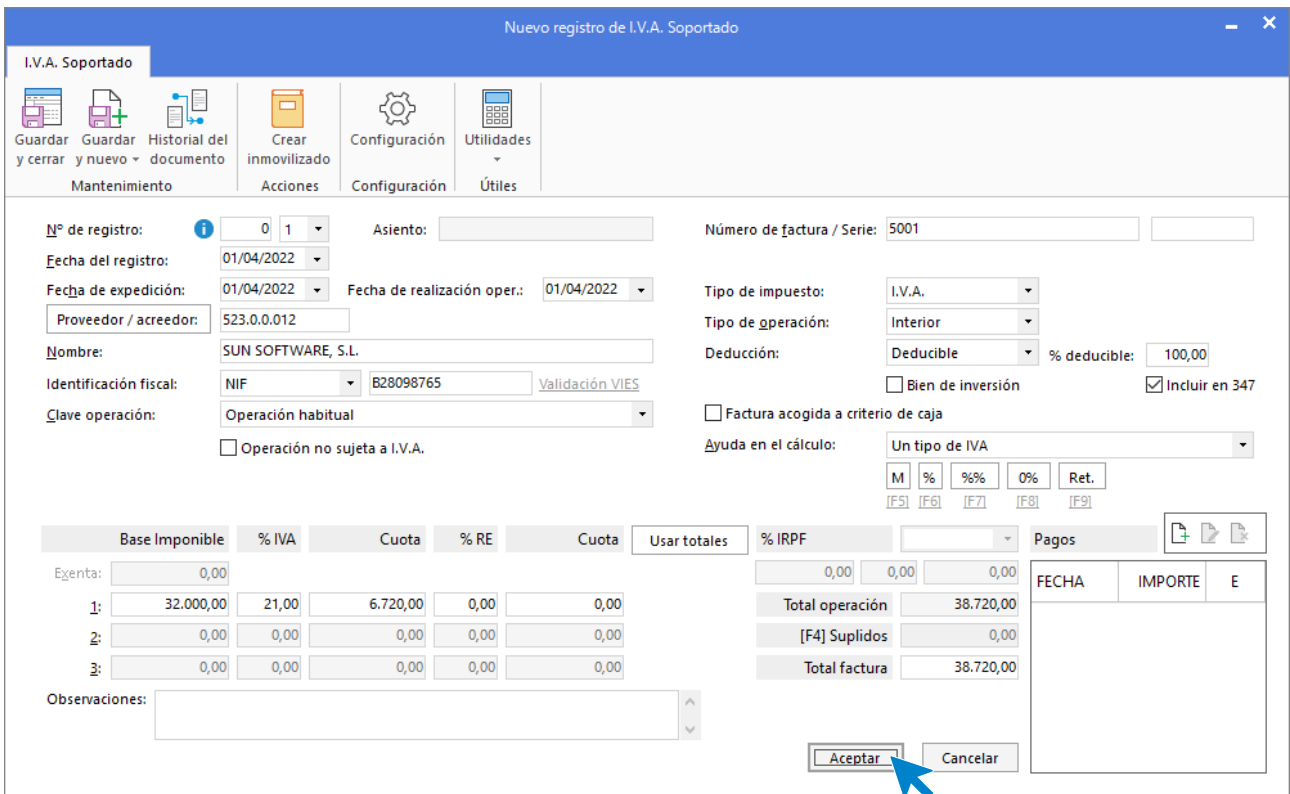 Nuevo registro de I.V.A. Soportado
I.V.A. Soportado
Guardar y cerrar
Guardar y nuevo
Historial del documento
Mantenimiento
Crear inmovilizado
Acciones
Configuración
Configuración
Utilidades
Útiles
Nº de registro: 0 1 Asiento: Número de factura / Serie: 5001
Fecha del registro: 01/04/2022
Fecha de expedición: 01/04/2022 Fecha de realización oper.: 01/04/2022 Tipo de impuesto: I.V.A.
Proveedor / acreedor: 523.0.0.012 Tipo de operación: Interior
Nombre: SUN SOFTWARE, S.L. Deducción: Deducible % deducible: 100,00
Identificación fiscal: NIF B28098765 Validación VIES Bien de inversión Incluir en 347
Clave operación: Operación habitual Factura acogida a criterio de caja
Operación no sujeta a I.V.A. Ayuda en el cálculo: Un tipo de IVA
M % %% 0% Ret.
[F5] [F6] [F7] [F8] [F9]
Base Imponible % IVA Cuota % RE Cuota Usar totales % IRPF Pagos
Exenta: 0,00 0,00 0,00 0,00 FECHA IMPORTE E
1: 32.000,00 21,00 6.720,00 0,00 0,00 Total operación 38.720,00
2: 0,00 0,00 0,00 0,00 0,00 [F4] Suplidos 0,00
3: 0,00 0,00 0,00 0,00 0,00 Total factura 38.720,00
Observaciones:
Aceptar Cancelar